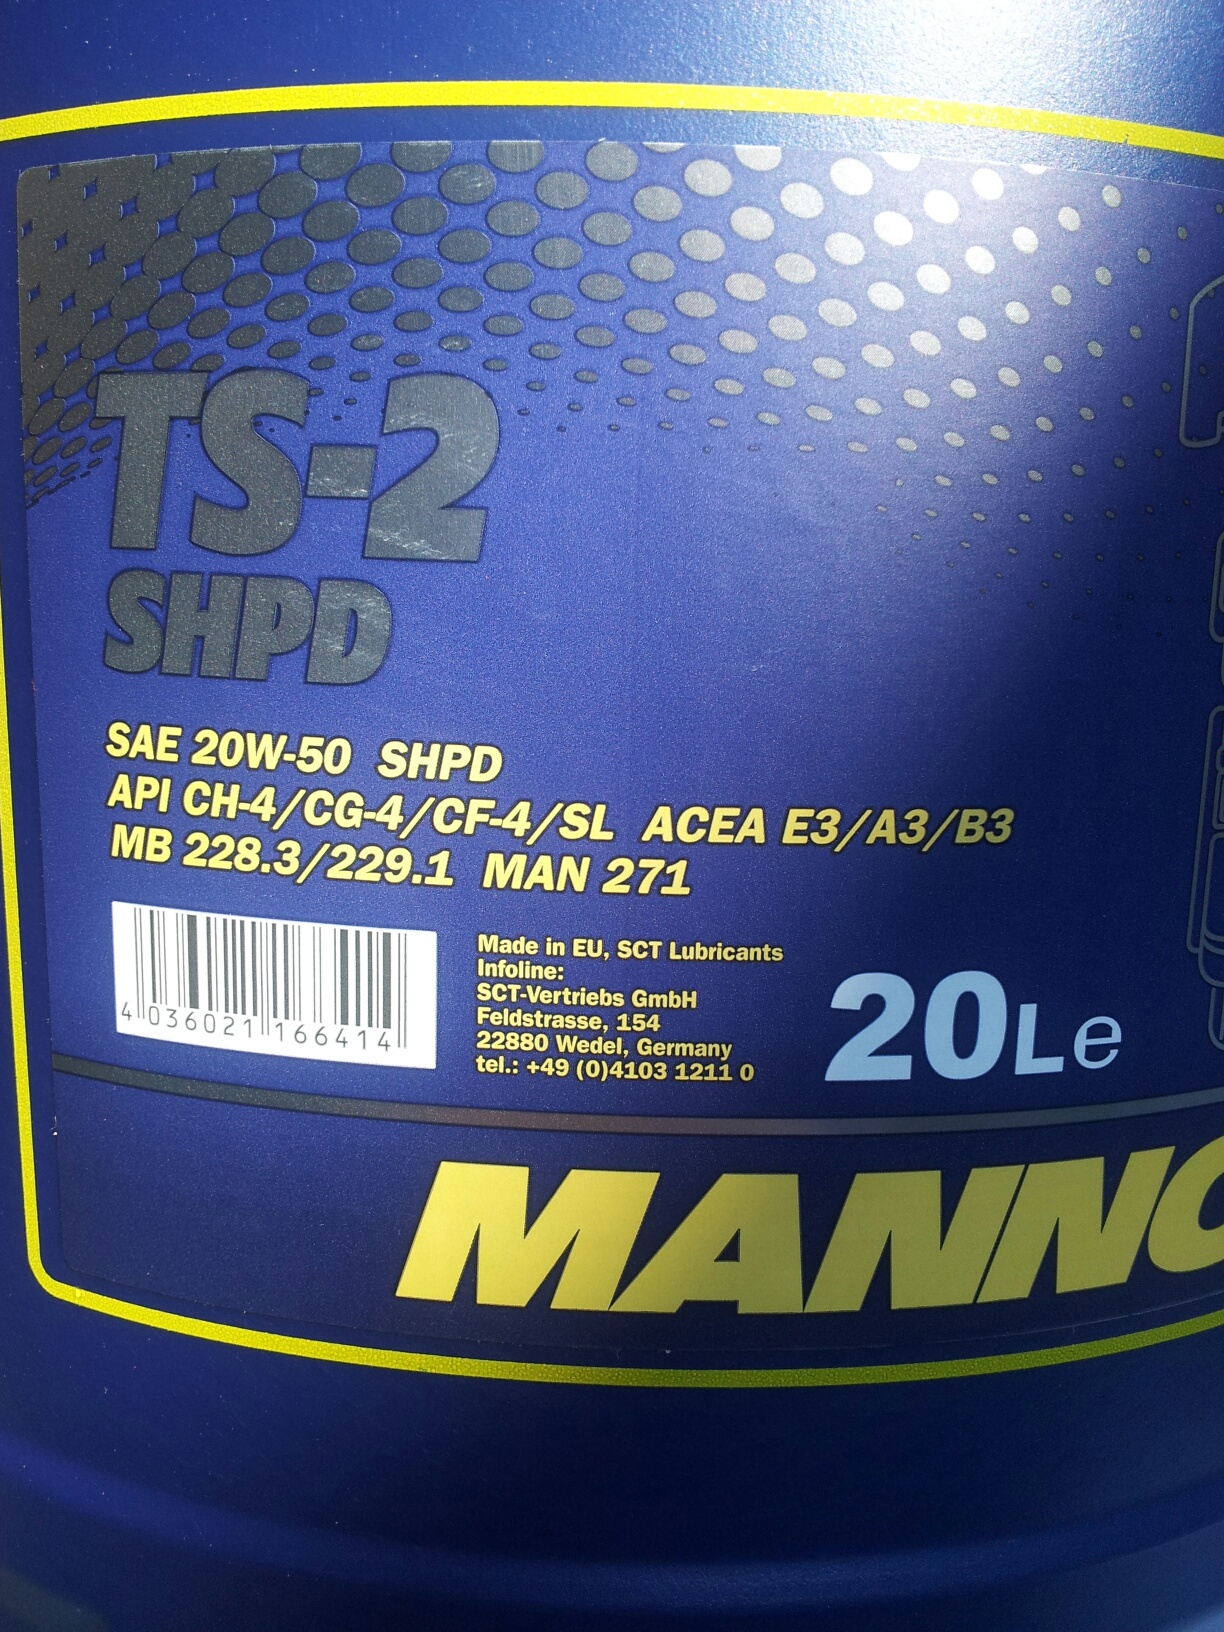 TS-2
SHPD
SAE 20W-50 SHPD
API CH-4/CG-4/CF-4/SL ACEA E3/A3/B3
MB 228.3/229.1 MAN 271
4 036021 166414
Made in EU, SCT Lubricants
Infoline:
SCT-Vertriebs GmbH
Feldstrasse, 154
22880 Wedel, Germany
tel.: +49 (0)4103 1211 0
20L e
MANNO